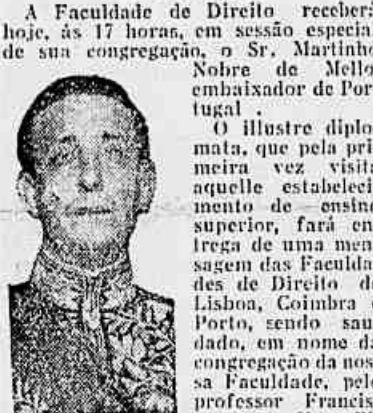 A Faculdade de Direito receberá
hoje, ás 17 horas, em sessão especial
de sua congregação, o Sr. Martinho
Nobre de Mello
embaixador de Por
tugal .
O illustre diplo
mata, que pela pri
meira vez visita
aquelle estabeleci
mento de ensino
superior, fará en
trega de uma men
sagem das Faculda
des de Direito de
Lisboa, Coimbra e
Porto, sendo sau
dado, em nome da
congregação da nos
sa Faculdade, pelo
professor Francis